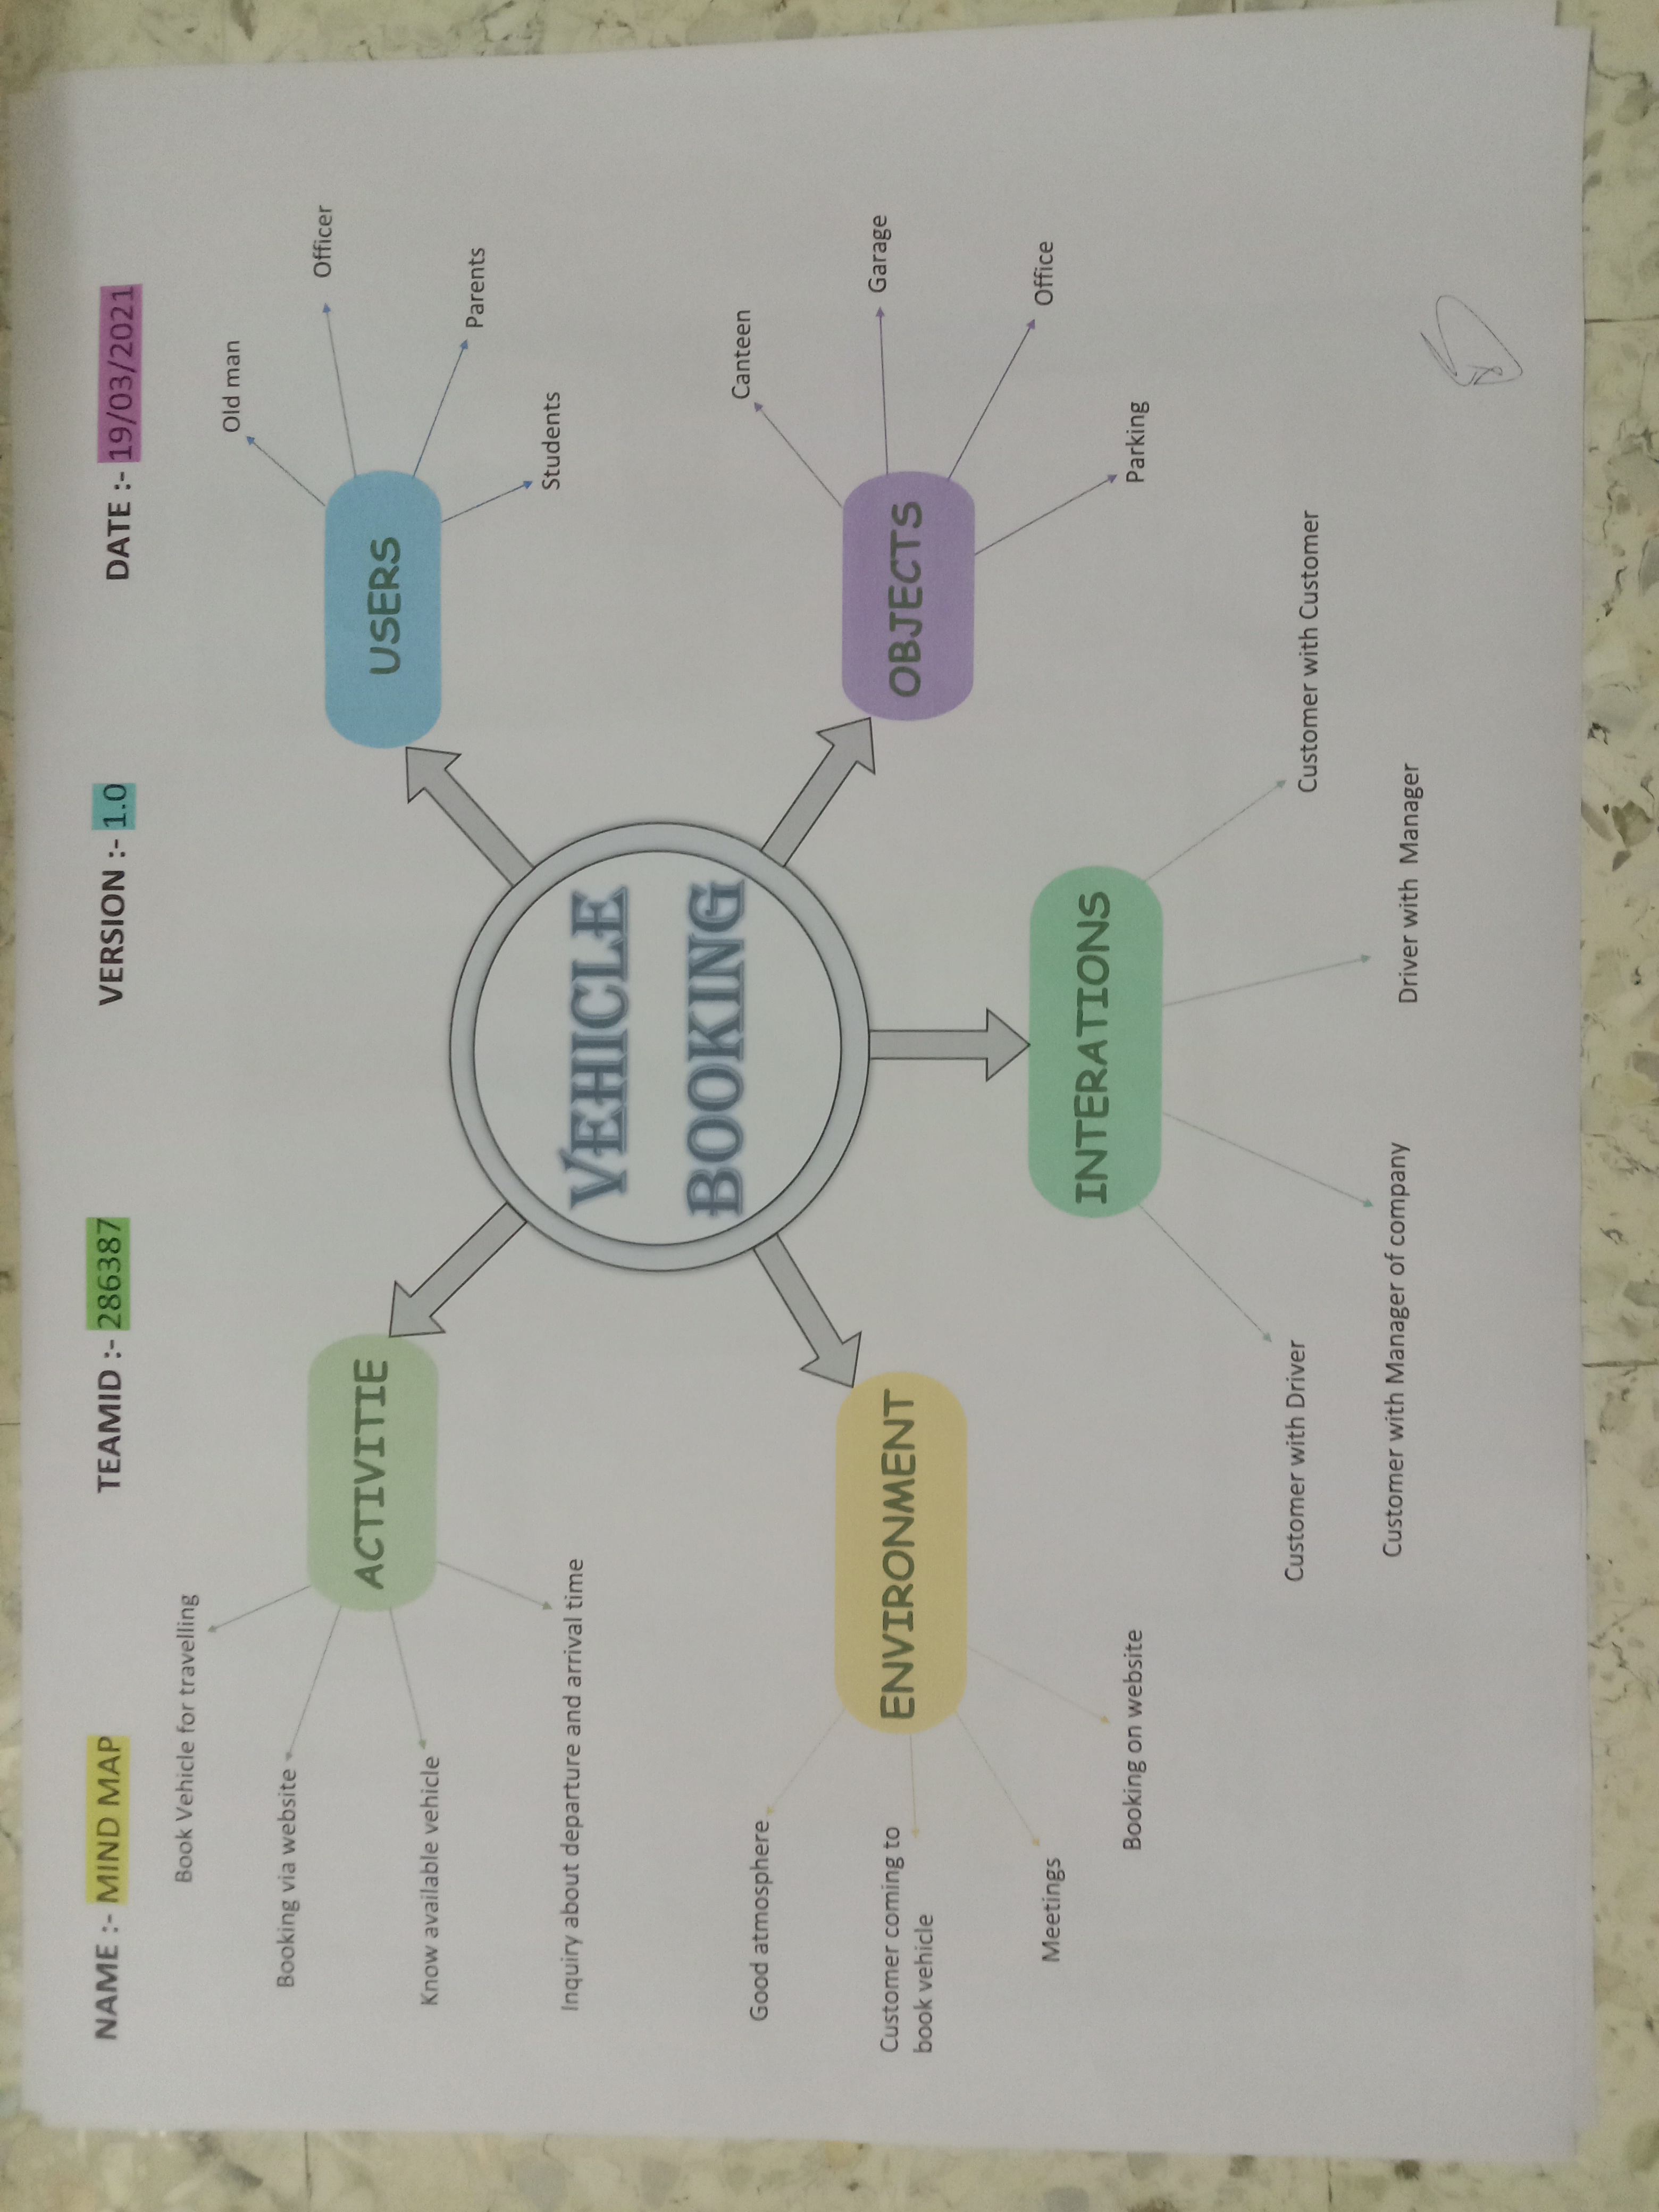 NAME :- MIND MAP TEAMID :- 286387 VERSION :- 1.0 DATE :- 19/03/2021
Book Vehicle for travelling
Booking via website
ACTIVITIE
Know available vehicle
Inquiry about departure and arrival time
Old man
Officer
USERS
Parents
Students
VEHICLE
BOOKING
Good atmosphere
Customer coming to
book vehicle
ENVIRONMENT
Meetings
Booking on website
Canteen
Garage
OBJECTS
Office
Parking
INTERATIONS
Customer with Driver
Customer with Manager of company
Driver with  Manager
Customer with Customer